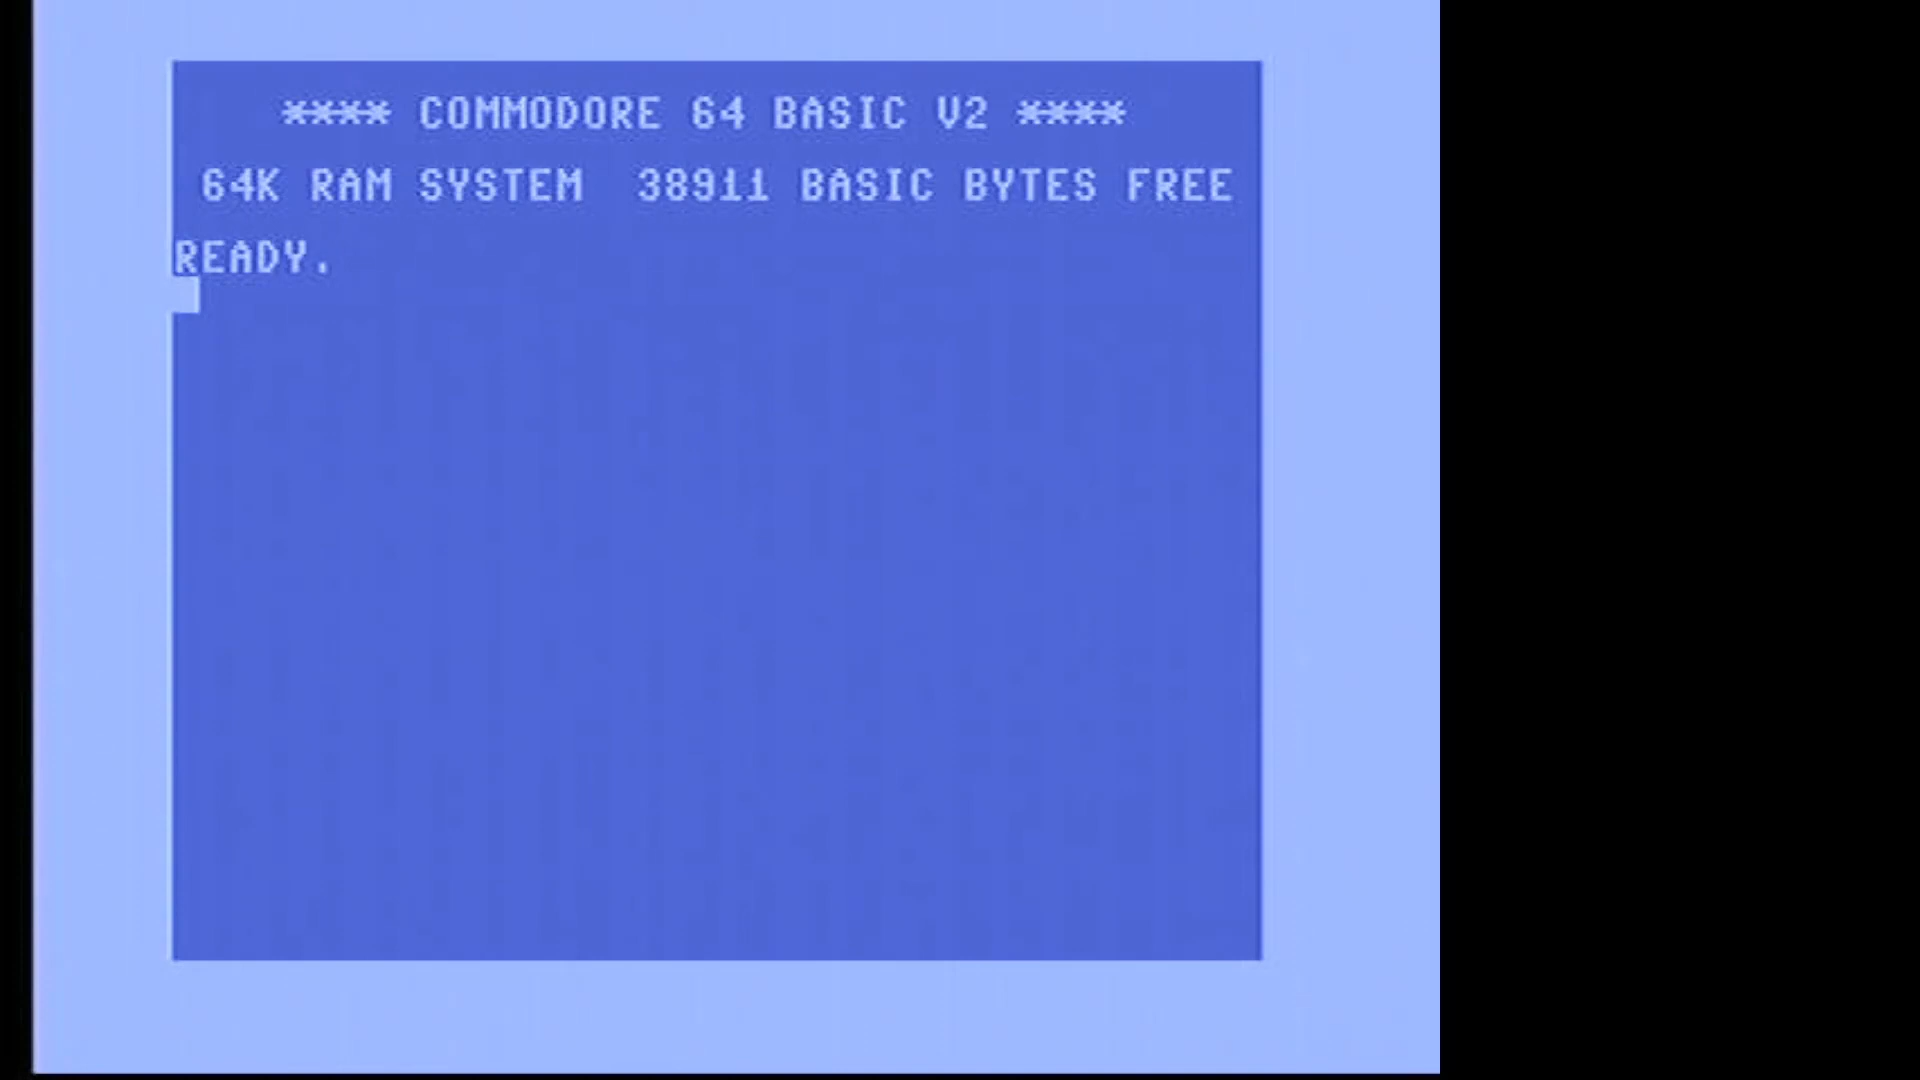 **** COMMODORE 64 BASIC V2 ****
64K RAM SYSTEM  38911 BASIC BYTES FREE
READY.